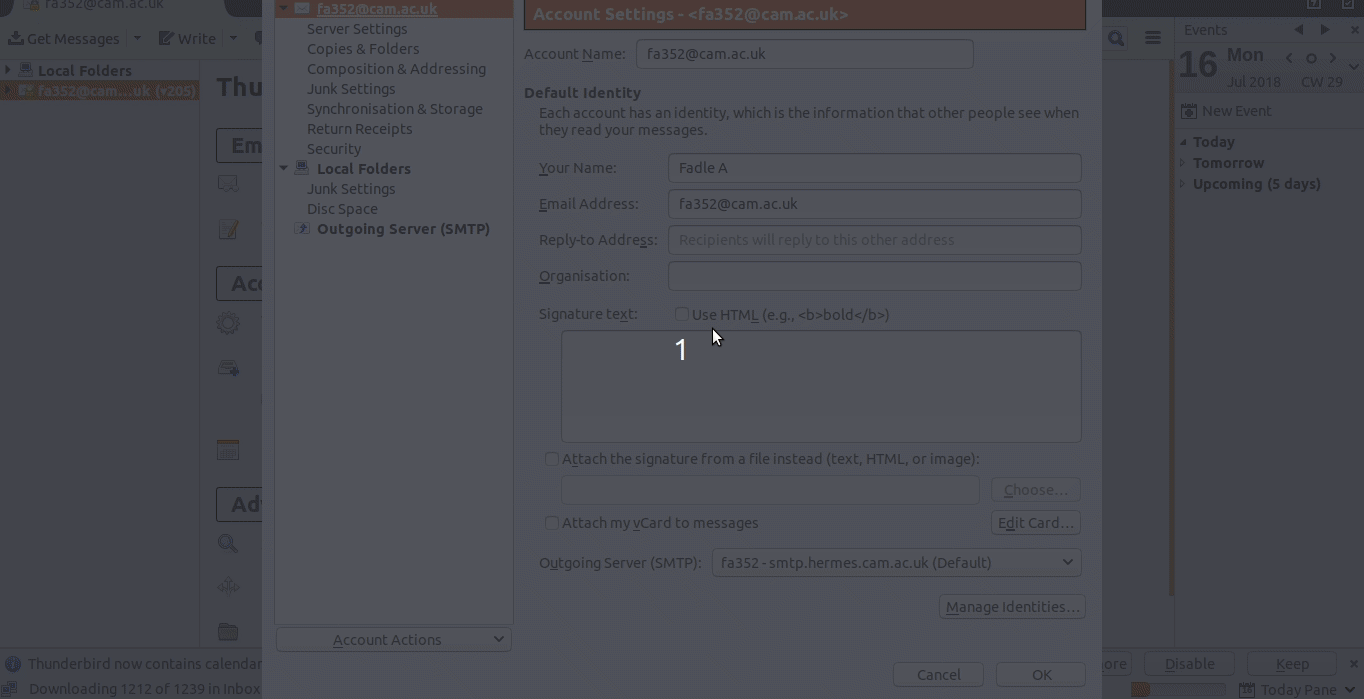 fa352@cam.ac.uk
Get Messages
Write
Local Folders
fa352@cam...uk (205)
Thu
Em
Acc
Ad
fa352@cam.ac.uk
Server Settings
Copies & Folders
Composition & Addressing
Junk Settings
Synchronisation & Storage
Return Receipts
Security
Local Folders
Junk Settings
Disc Space
Outgoing Server (SMTP)
Account Actions
Account Settings - <fa352@cam.ac.uk>
Account Name: fa352@cam.ac.uk
Default Identity
Each account has an identity, which is the information that other people see when
they read your messages.
Your Name: Fadle A
Email Address: fa352@cam.ac.uk
Reply-to Address: Recipients will reply to this other address
Organisation:
Signature text: Use HTML (e.g., <b>bold</b>)
1
Attach the signature from a file instead (text, HTML, or image):
Choose...
Attach my vCard to messages
Edit Card...
Outgoing Server (SMTP): fa352 - smtp.hermes.cam.ac.uk (Default)
Manage Identities...
Cancel OK
Events
16 Mon
Jul 2018 CW 29
New Event
Today
Tomorrow
Upcoming (5 days)
Thunderbird now contains calendar
ore Disable Keep
Downloading 1212 of 1239 in Inbox
Today Pane